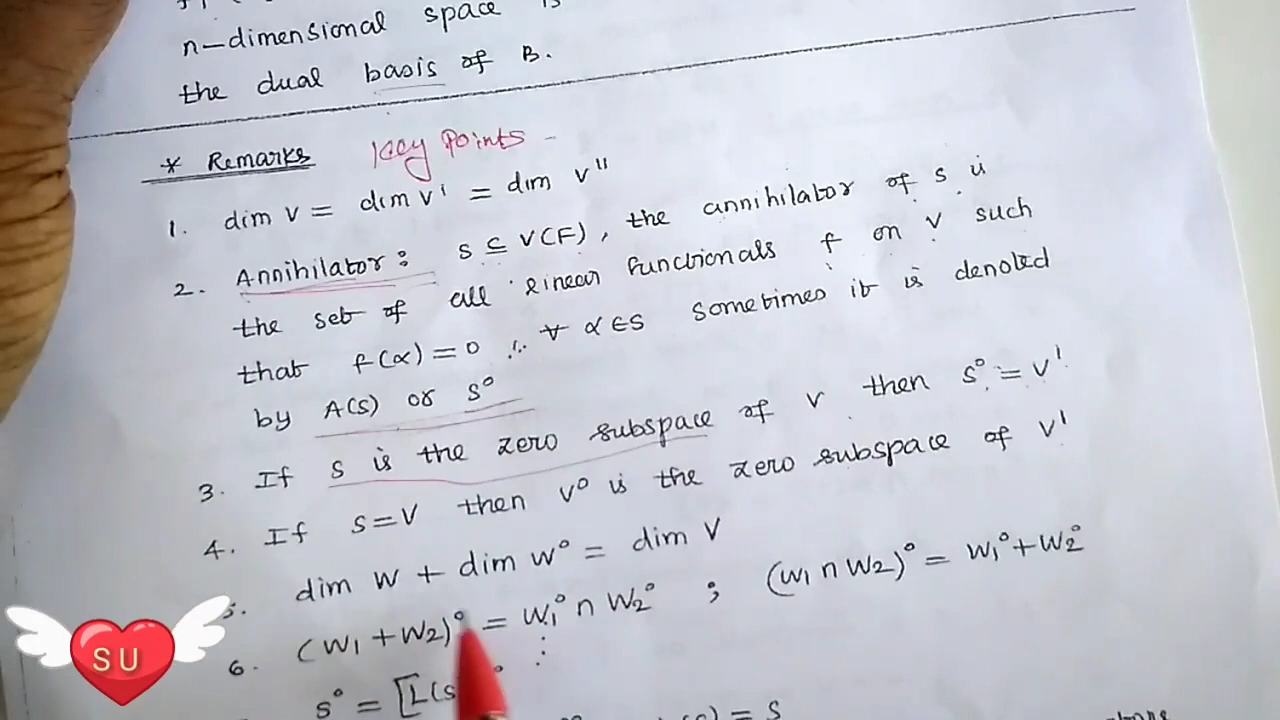 n-dimensional space is
the dual basis of B.
* Remarks Key Points -
1. dim V = dim V' = dim V"
2. Annihilator : S ⊆ V(F), the annihilator of S is
the set of all linear functionals f on V such
that f(α) = 0 ∴ ∀ α ∈ S sometimes it is denoted
by A(S) or S°
3. If S is the zero subspace of V then S° = V'
4. If S=V then V° is the zero subspace of V'
5. dim W + dim W° = dim V
6. (W1 + W2)° = W1° ∩ W2° ; (W1 ∩ W2)° = W1° + W2°
S° = [L(S
) = S
SU